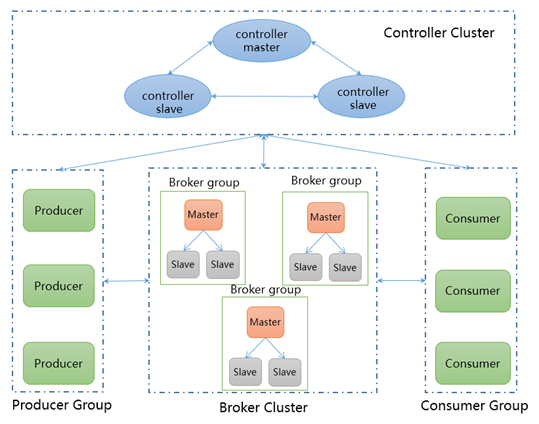 controller
master
Controller Cluster
controller
slave
controller
slave
Broker group
Broker group
Producer
Master
Master
Consumer
Slave
Slave
Slave
Slave
Producer
Broker group
Consumer
Master
Producer
Slave
Slave
Consumer
Producer Group
Broker Cluster
Consumer Group